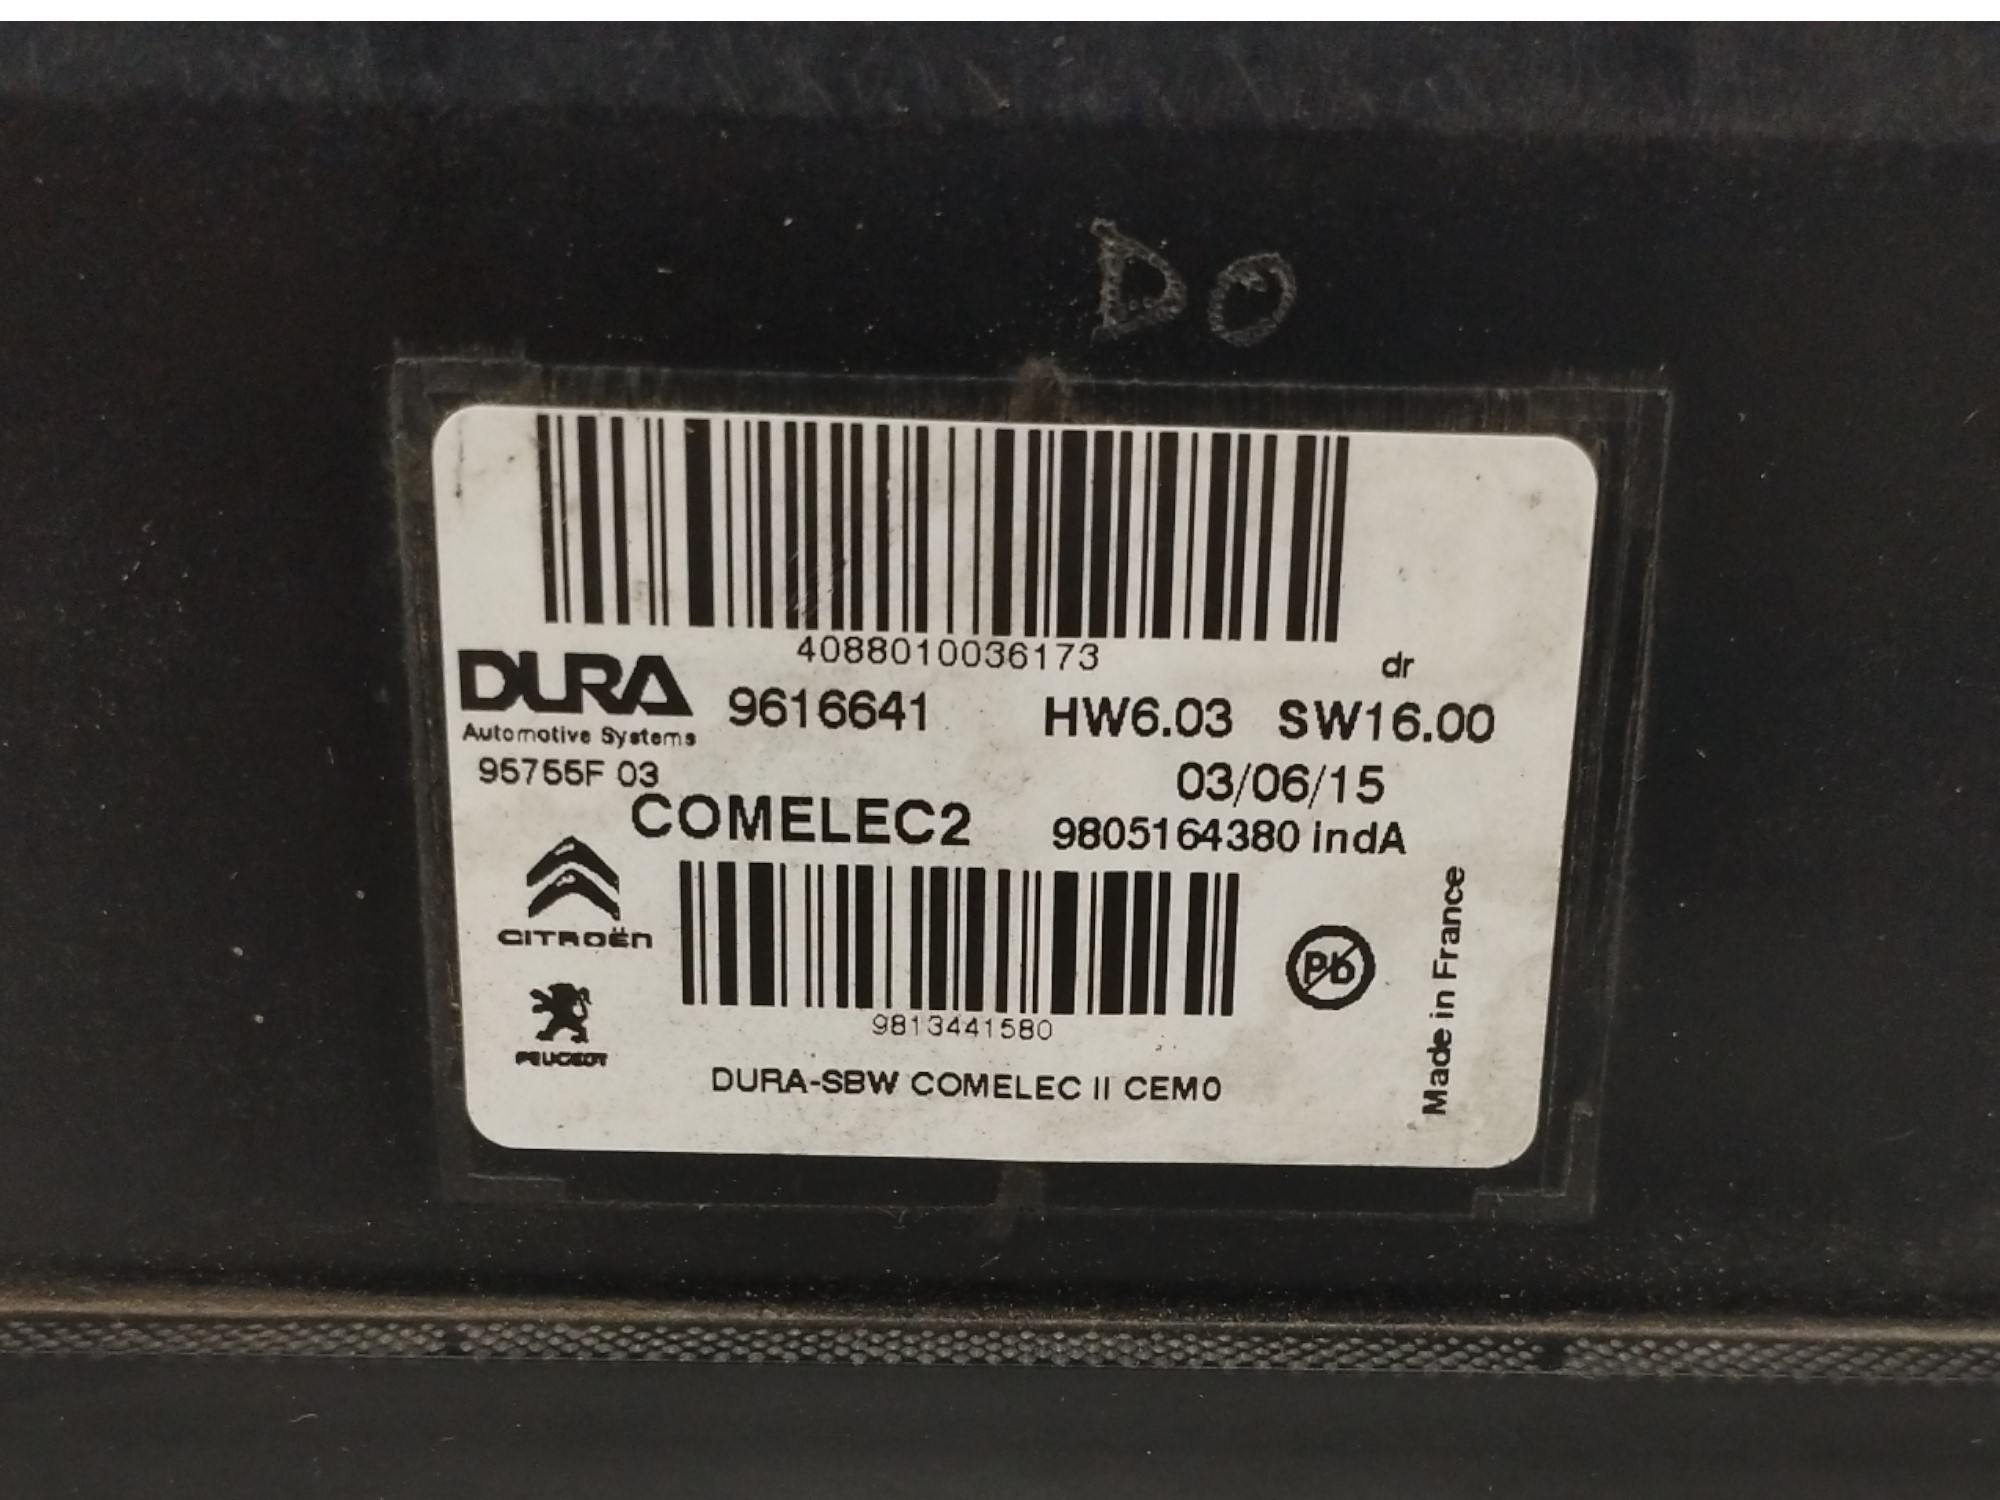 DO
4088010036173
dr
DURA
Automotive Systems
9616641 HW6.03 SW16.00
95755F 03
03/06/15
COMELEC2 9805164380 indA
CITROËN
Pb
Made in France
9813441580
PEUGEOT
DURA-SBW COMELEC II CEM0